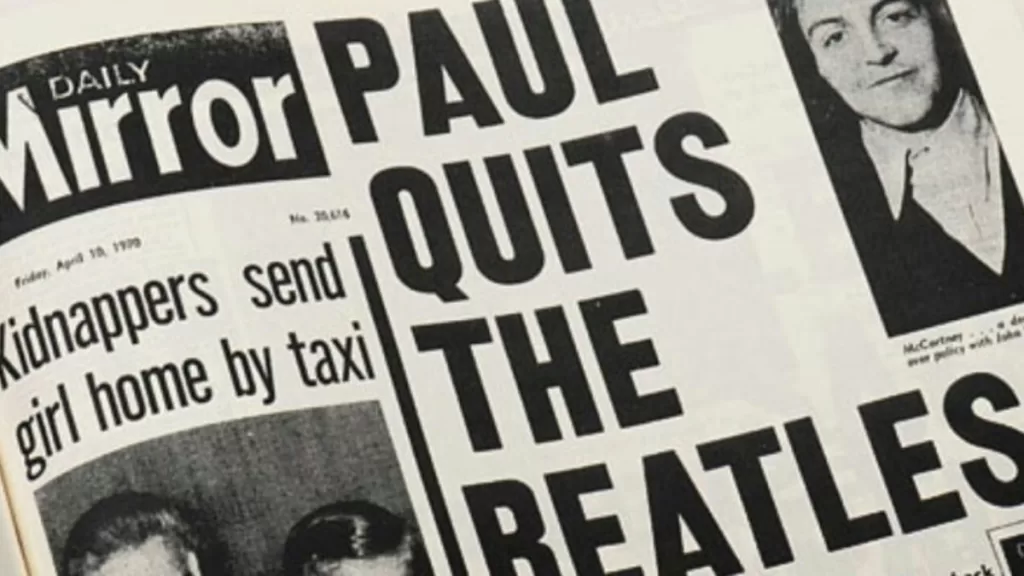 DAILY
Mirror
Friday, April 10, 1970
No. 20,616
Kidnappers send
girl home by taxi
PAUL
QUITS
THE
BEATLES
McCartney . . . a
over policy with John